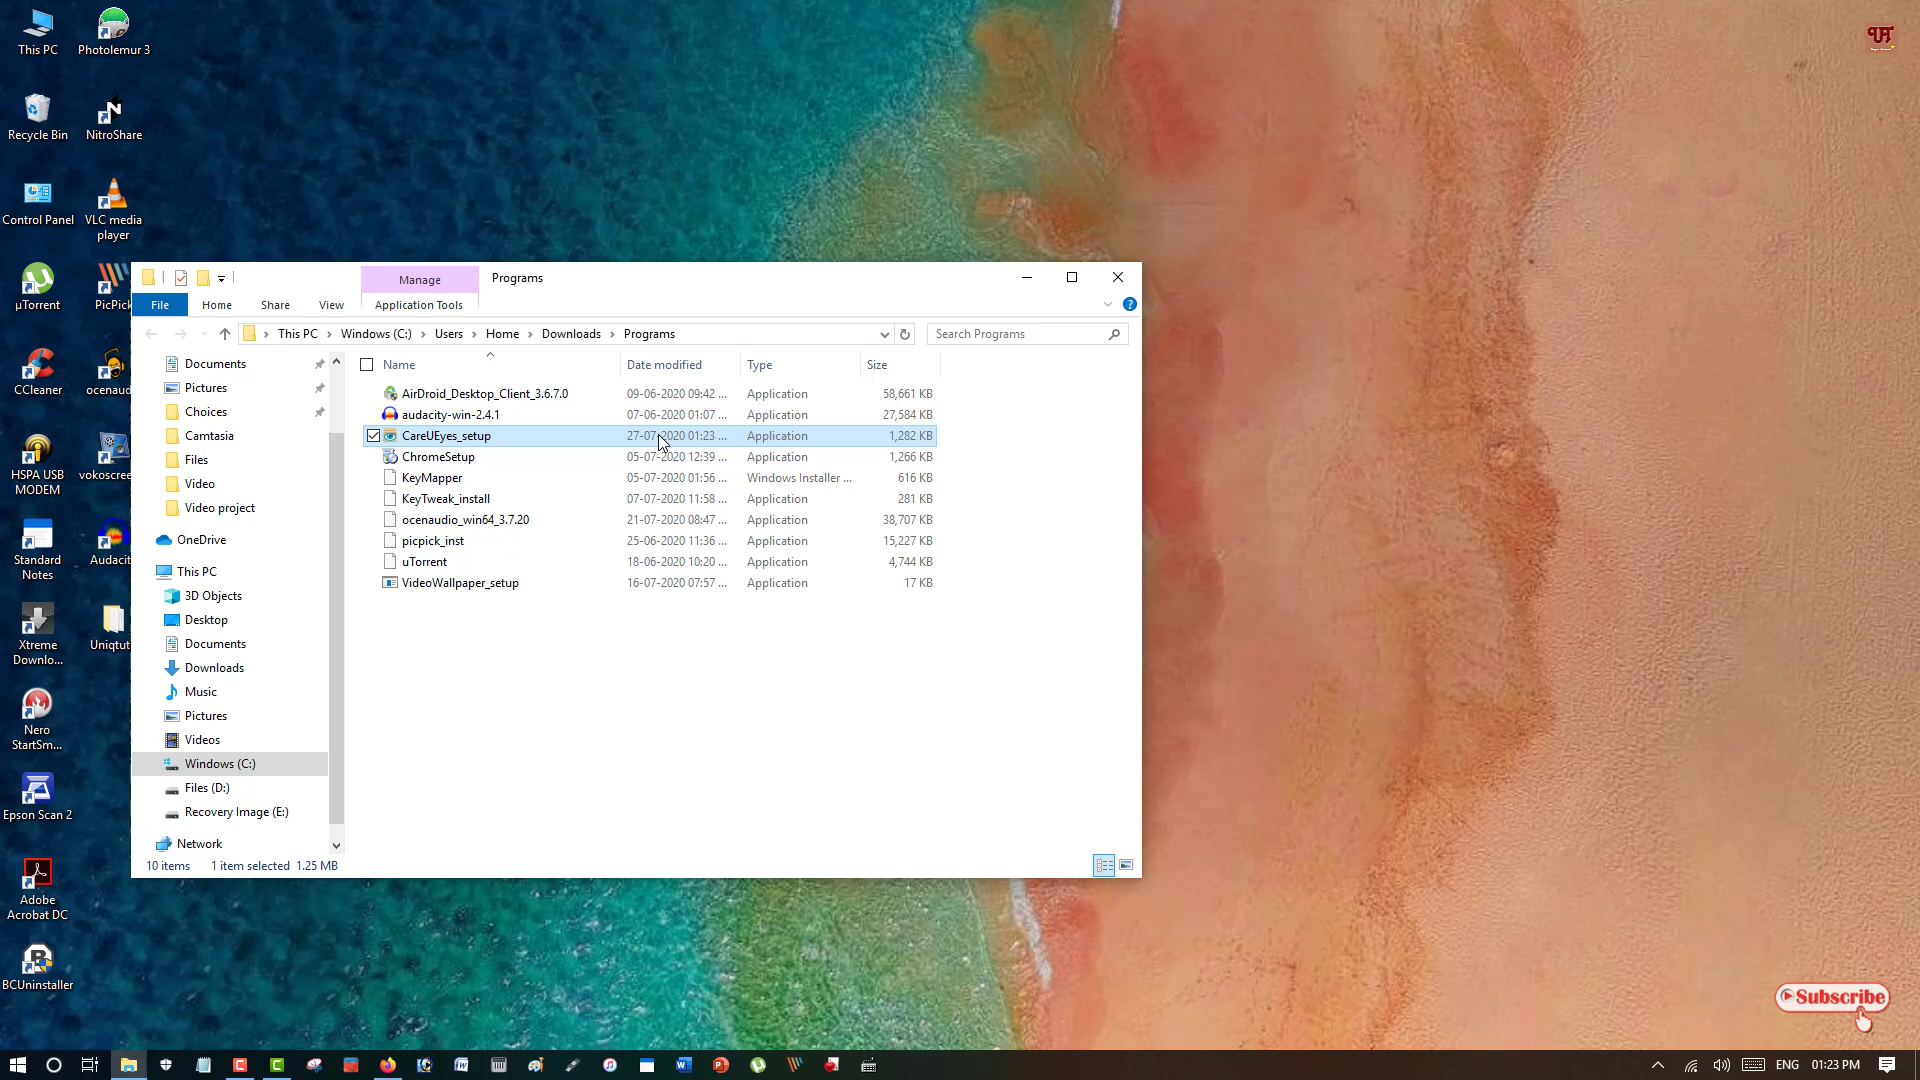 This PC
Photolemur 3
Recycle Bin
NitroShare
Control Panel
VLC media
player
µTorrent
PicPick
CCleaner
ocenaud
HSPA USB
MODEM
vokoscree
Standard
Notes
Audacit
Xtreme
Downlo...
Uniqtut
Nero
StartSm...
Epson Scan 2
Adobe
Acrobat DC
BCUninstaller
Manage
Programs
File
Home
Share
View
Application Tools
This PC
Windows (C:)
Users
Home
Downloads
Programs
Search Programs
Documents
Pictures
Choices
Camtasia
Files
Video
Video project
OneDrive
This PC
3D Objects
Desktop
Documents
Downloads
Music
Pictures
Videos
Windows (C:)
Files (D:)
Recovery Image (E:)
Network
Name Date modified Type Size
AirDroid_Desktop_Client_3.6.7.0 09-06-2020 09:42 ... Application 58,661 KB
audacity-win-2.4.1 07-06-2020 01:07 ... Application 27,584 KB
CareUEyes_setup 27-07-2020 01:23 ... Application 1,282 KB
ChromeSetup 05-07-2020 12:39 ... Application 1,266 KB
KeyMapper 05-07-2020 01:56 ... Windows Installer ... 616 KB
KeyTweak_install 07-07-2020 11:58 ... Application 281 KB
ocenaudio_win64_3.7.20 21-07-2020 08:47 ... Application 38,707 KB
picpick_inst 25-06-2020 11:36 ... Application 15,227 KB
uTorrent 18-06-2020 10:20 ... Application 4,744 KB
VideoWallpaper_setup 16-07-2020 07:57 ... Application 17 KB
10 items 1 item selected 1.25 MB
Subscribe
ENG 01:23 PM